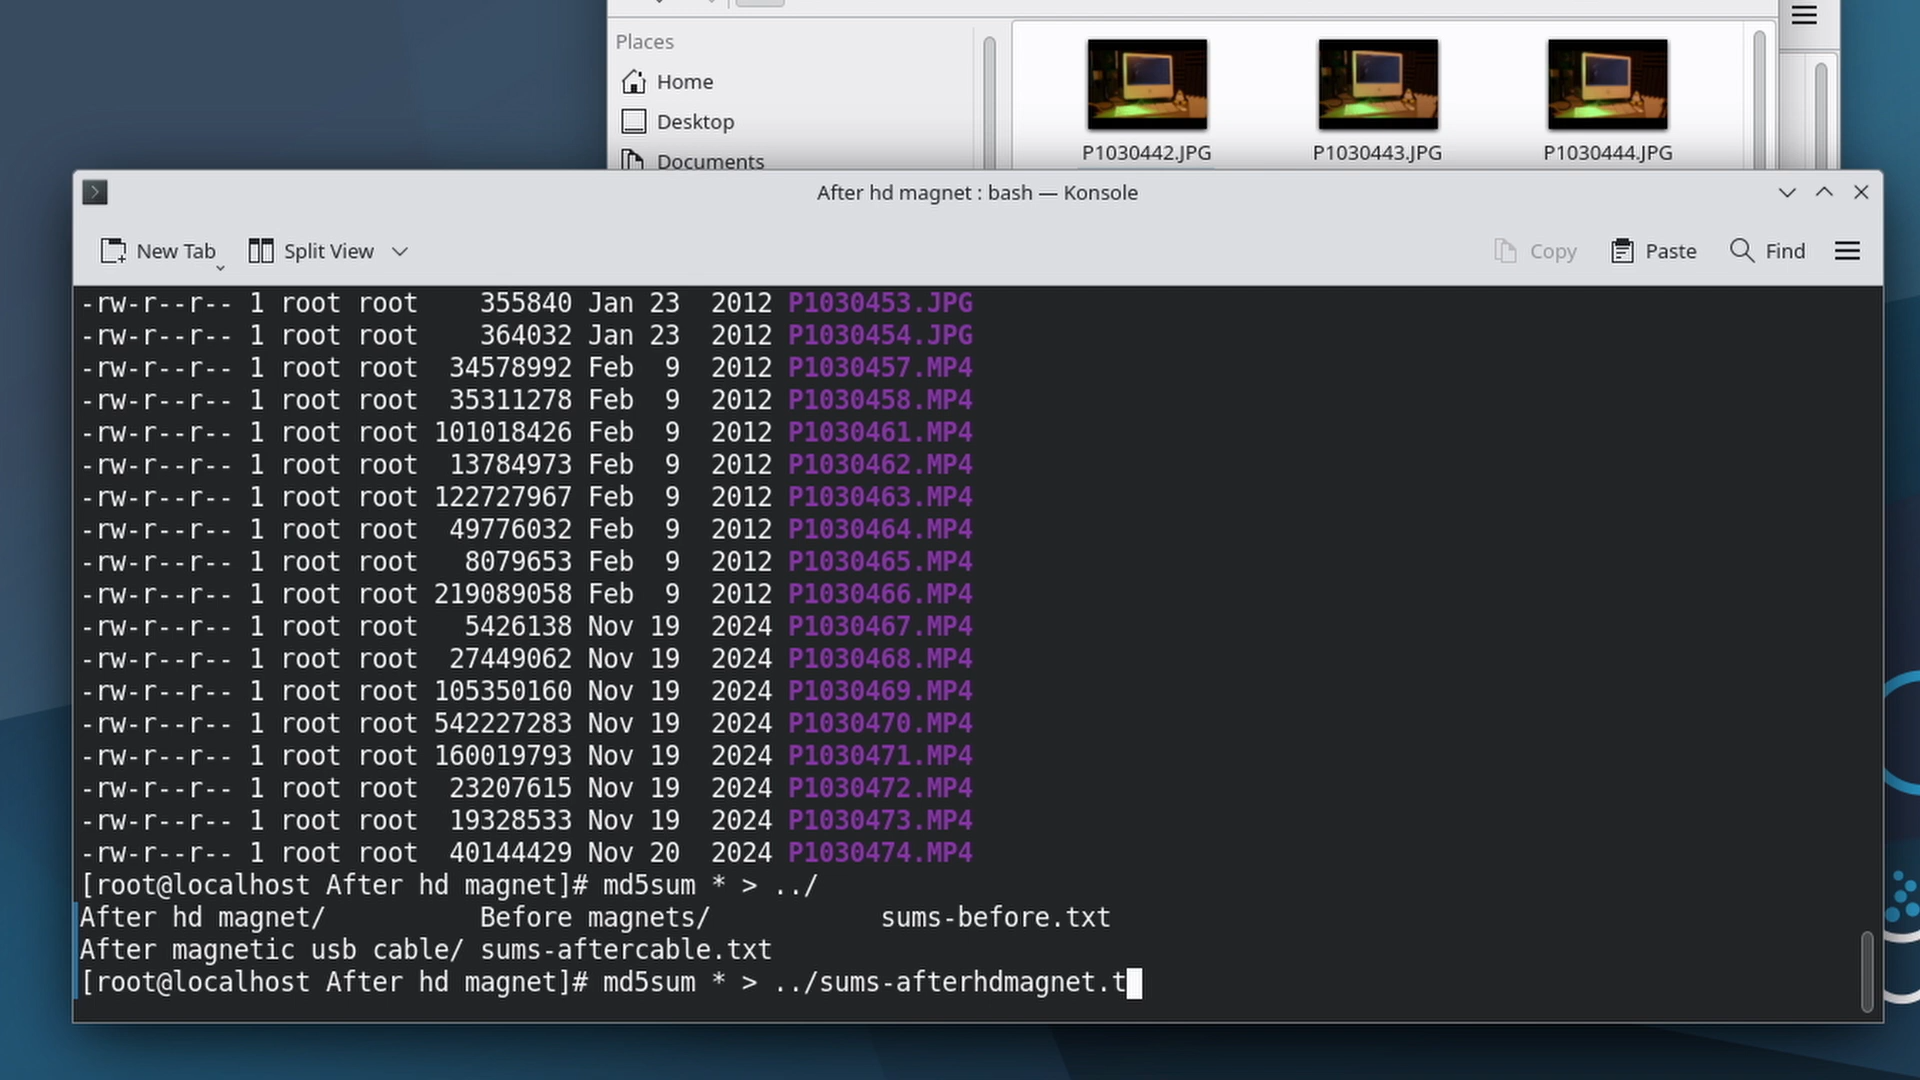 Places
Home
Desktop
Documents
P1030442.JPG P1030443.JPG P1030444.JPG
After hd magnet : bash — Konsole
New Tab Split View Copy Paste Find
-rw-r--r-- 1 root root    355840 Jan 23  2012 P1030453.JPG
-rw-r--r-- 1 root root    364032 Jan 23  2012 P1030454.JPG
-rw-r--r-- 1 root root  34578992 Feb  9  2012 P1030457.MP4
-rw-r--r-- 1 root root  35311278 Feb  9  2012 P1030458.MP4
-rw-r--r-- 1 root root 101018426 Feb  9  2012 P1030461.MP4
-rw-r--r-- 1 root root  13784973 Feb  9  2012 P1030462.MP4
-rw-r--r-- 1 root root 122727967 Feb  9  2012 P1030463.MP4
-rw-r--r-- 1 root root  49776032 Feb  9  2012 P1030464.MP4
-rw-r--r-- 1 root root   8079653 Feb  9  2012 P1030465.MP4
-rw-r--r-- 1 root root 219089058 Feb  9  2012 P1030466.MP4
-rw-r--r-- 1 root root   5426138 Nov 19  2024 P1030467.MP4
-rw-r--r-- 1 root root  27449062 Nov 19  2024 P1030468.MP4
-rw-r--r-- 1 root root 105350160 Nov 19  2024 P1030469.MP4
-rw-r--r-- 1 root root 542227283 Nov 19  2024 P1030470.MP4
-rw-r--r-- 1 root root 160019793 Nov 19  2024 P1030471.MP4
-rw-r--r-- 1 root root  23207615 Nov 19  2024 P1030472.MP4
-rw-r--r-- 1 root root  19328533 Nov 19  2024 P1030473.MP4
-rw-r--r-- 1 root root  40144429 Nov 20  2024 P1030474.MP4
[root@localhost After hd magnet]# md5sum * > ../
After hd magnet/          Before magnets/           sums-before.txt
After magnetic usb cable/ sums-aftercable.txt
[root@localhost After hd magnet]# md5sum * > ../sums-afterhdmagnet.t